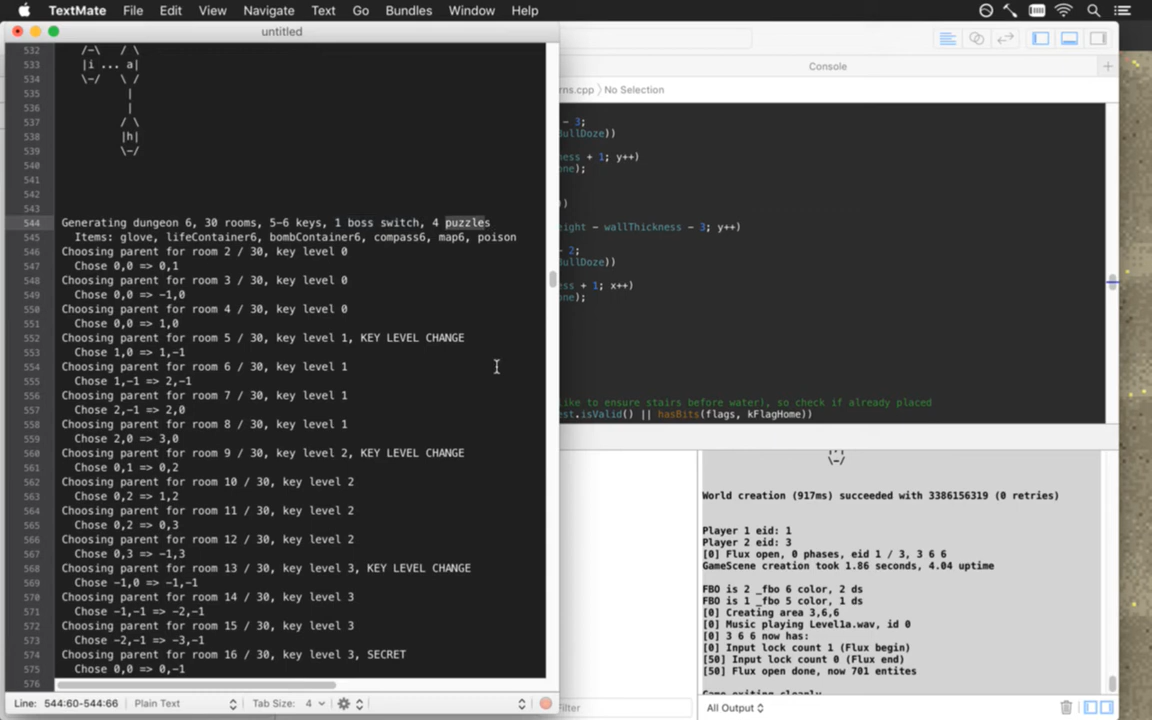 TextMate File Edit View Navigate Text Go Bundles Window Help
untitled
532 /-\ / \
533 |i ... a|
534 \-/ \ /
535 |
536 |
537 / \
538 |h|
539 \-/
540
541
542
543
544 Generating dungeon 6, 30 rooms, 5-6 keys, 1 boss switch, 4 puzzles
545 Items: glove, lifeContainer6, bombContainer6, compass6, map6, poison
546 Choosing parent for room 2 / 30, key level 0
547 Chose 0,0 => 0,1
548 Choosing parent for room 3 / 30, key level 0
549 Chose 0,0 => -1,0
550 Choosing parent for room 4 / 30, key level 0
551 Chose 0,0 => 1,0
552 Choosing parent for room 5 / 30, key level 1, KEY LEVEL CHANGE
553 Chose 1,0 => 1,-1
554 Choosing parent for room 6 / 30, key level 1
555 Chose 1,-1 => 2,-1
556 Choosing parent for room 7 / 30, key level 1
557 Chose 2,-1 => 2,0
558 Choosing parent for room 8 / 30, key level 1
559 Chose 2,0 => 3,0
560 Choosing parent for room 9 / 30, key level 2, KEY LEVEL CHANGE
561 Chose 0,1 => 0,2
562 Choosing parent for room 10 / 30, key level 2
563 Chose 0,2 => 1,2
564 Choosing parent for room 11 / 30, key level 2
565 Chose 0,2 => 0,3
566 Choosing parent for room 12 / 30, key level 2
567 Chose 0,3 => -1,3
568 Choosing parent for room 13 / 30, key level 3, KEY LEVEL CHANGE
569 Chose -1,0 => -1,-1
570 Choosing parent for room 14 / 30, key level 3
571 Chose -1,-1 => -2,-1
572 Choosing parent for room 15 / 30, key level 3
573 Chose -2,-1 => -3,-1
574 Choosing parent for room 16 / 30, key level 3, SECRET
575 Chose 0,0 => 0,-1
576
Line: 544:60-544:66 Plain Text Tab Size: 4
Console
rns.cpp 〉 No Selection
- 3;
BullDoze))
ness + 1; y++)
one);
))
eight - wallThickness - 3; y++)
- 2;
BullDoze))
ess + 1; x++)
one);
like to ensure stairs before water), so check if already placed
est.isValid() || hasBits(flags, kFlagHome))
\-/
World creation (917ms) succeeded with 3386156319 (0 retries)
Player 1 eid: 1
Player 2 eid: 3
[0] Flux open, 0 phases, eid 1 / 3, 3 6 6
GameScene creation took 1.86 seconds, 4.04 uptime
FBO is 2 _fbo 6 color, 2 ds
FBO is 1 _fbo 5 color, 1 ds
[0] Creating area 3,6,6
[0] Music playing Level1a.wav, id 0
[0] 3 6 6 now has:
[0] Input lock count 1 (Flux begin)
[50] Input lock count 0 (Flux end)
[50] Flux open done, now 701 entites
Game exiting cleanly
Filter
All Output